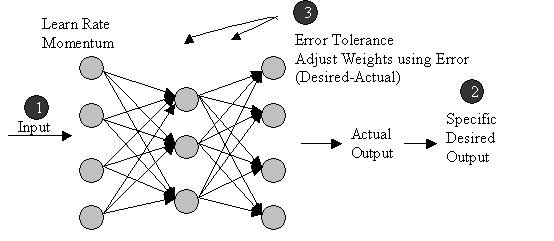 Learn Rate
Momentum
1
Input
3
Error Tolerance
Adjust Weights using Error
(Desired-Actual)
Actual
Output
2
Specific
Desired
Output